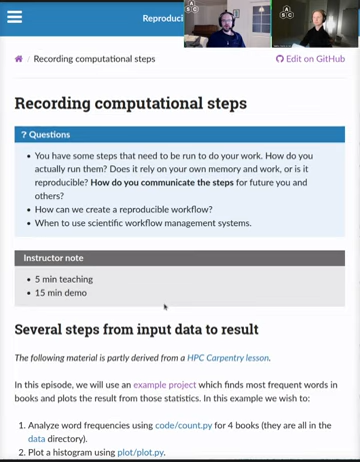 Reproduci
/ Recording computational steps Edit on GitHub
Recording computational steps
? Questions
• You have some steps that need to be run to do your work. How do you
actually run them? Does it rely on your own memory and work, or is it
reproducible? How do you communicate the steps for future you and
others?
• How can we create a reproducible workflow?
• When to use scientific workflow management systems.
Instructor note
• 5 min teaching
• 15 min demo
Several steps from input data to result
The following material is partly derived from a HPC Carpentry lesson.
In this episode, we will use an example project which finds most frequent words in
books and plots the result from those statistics. In this example we wish to:
1. Analyze word frequencies using code/count.py for 4 books (they are all in
the data directory).
2. Plot a histogram using plot/plot.py.